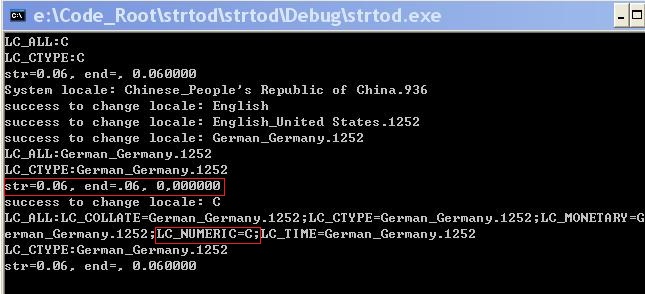 e:\Code_Root\strtod\strtod\Debug\strtod.exe
LC_ALL:C
LC_CTYPE:C
str=0.06, end=, 0.060000
System locale: Chinese_People's Republic of China.936
success to change locale: English
success to change locale: English_United States.1252
success to change locale: German_Germany.1252
LC_ALL:German_Germany.1252
LC_CTYPE:German_Germany.1252
str=0.06, end=.06, 0,000000
success to change locale: C
LC_ALL:LC_COLLATE=German_Germany.1252;LC_CTYPE=German_Germany.1252;LC_MONETARY=G
erman_Germany.1252;LC_NUMERIC=C;LC_TIME=German_Germany.1252
LC_CTYPE:German_Germany.1252
str=0.06, end=, 0.060000